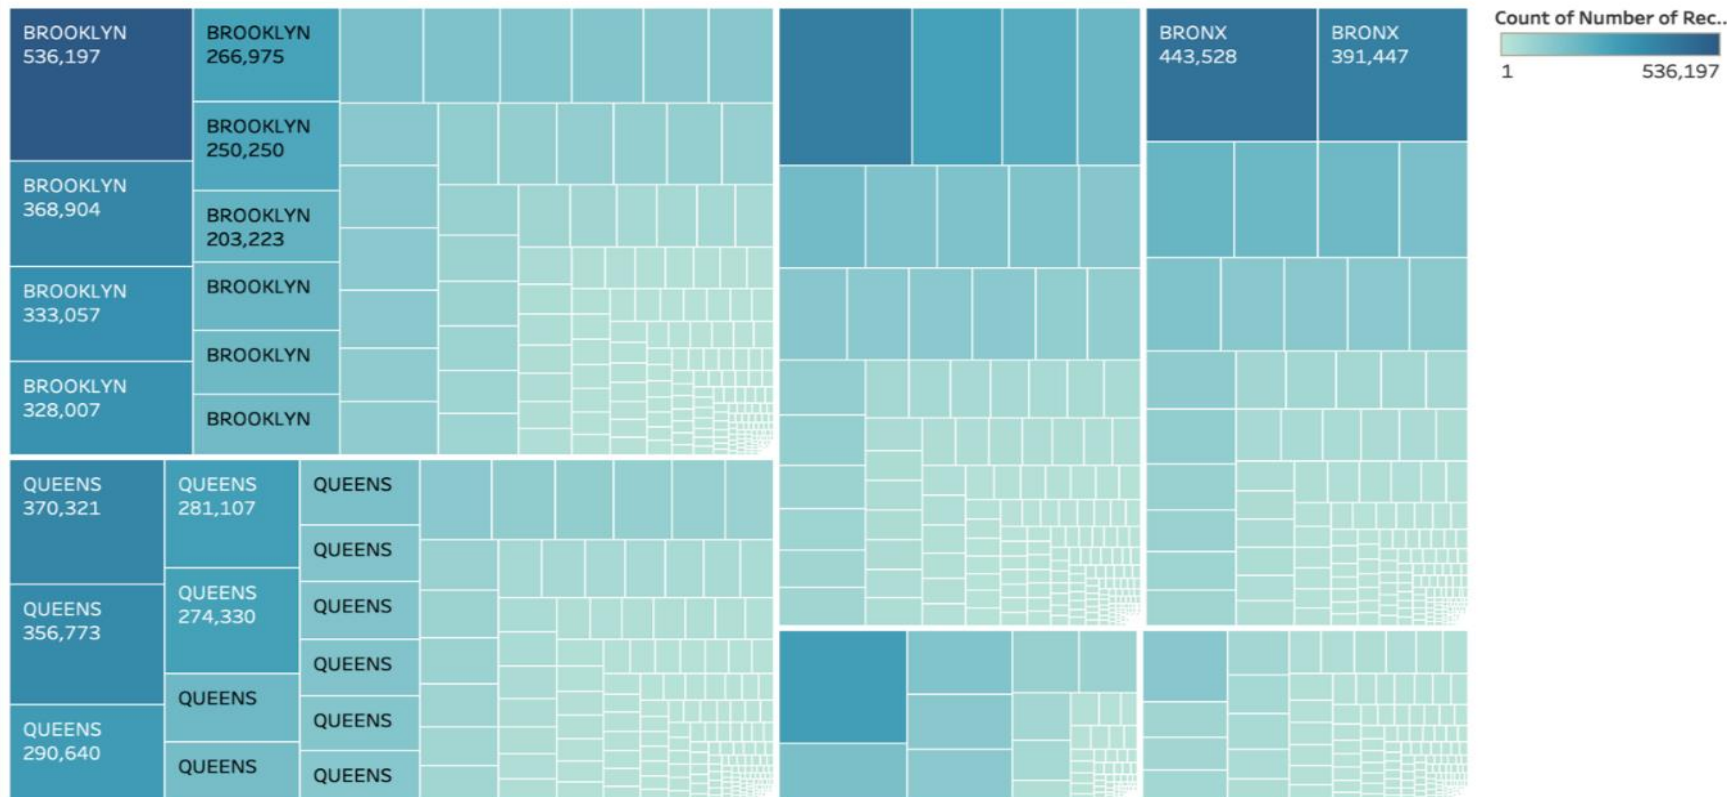 BROOKLYN
536,197
BROOKLYN
368,904
BROOKLYN
333,057
BROOKLYN
328,007
BROOKLYN
266,975
BROOKLYN
250,250
BROOKLYN
203,223
BROOKLYN
BROOKLYN
BROOKLYN
QUEENS
370,321
QUEENS
356,773
QUEENS
290,640
QUEENS
281,107
QUEENS
274,330
QUEENS
QUEENS
QUEENS
QUEENS
QUEENS
QUEENS
QUEENS
QUEENS
BRONX
443,528
BRONX
391,447
Count of Number of Rec..
1 536,197